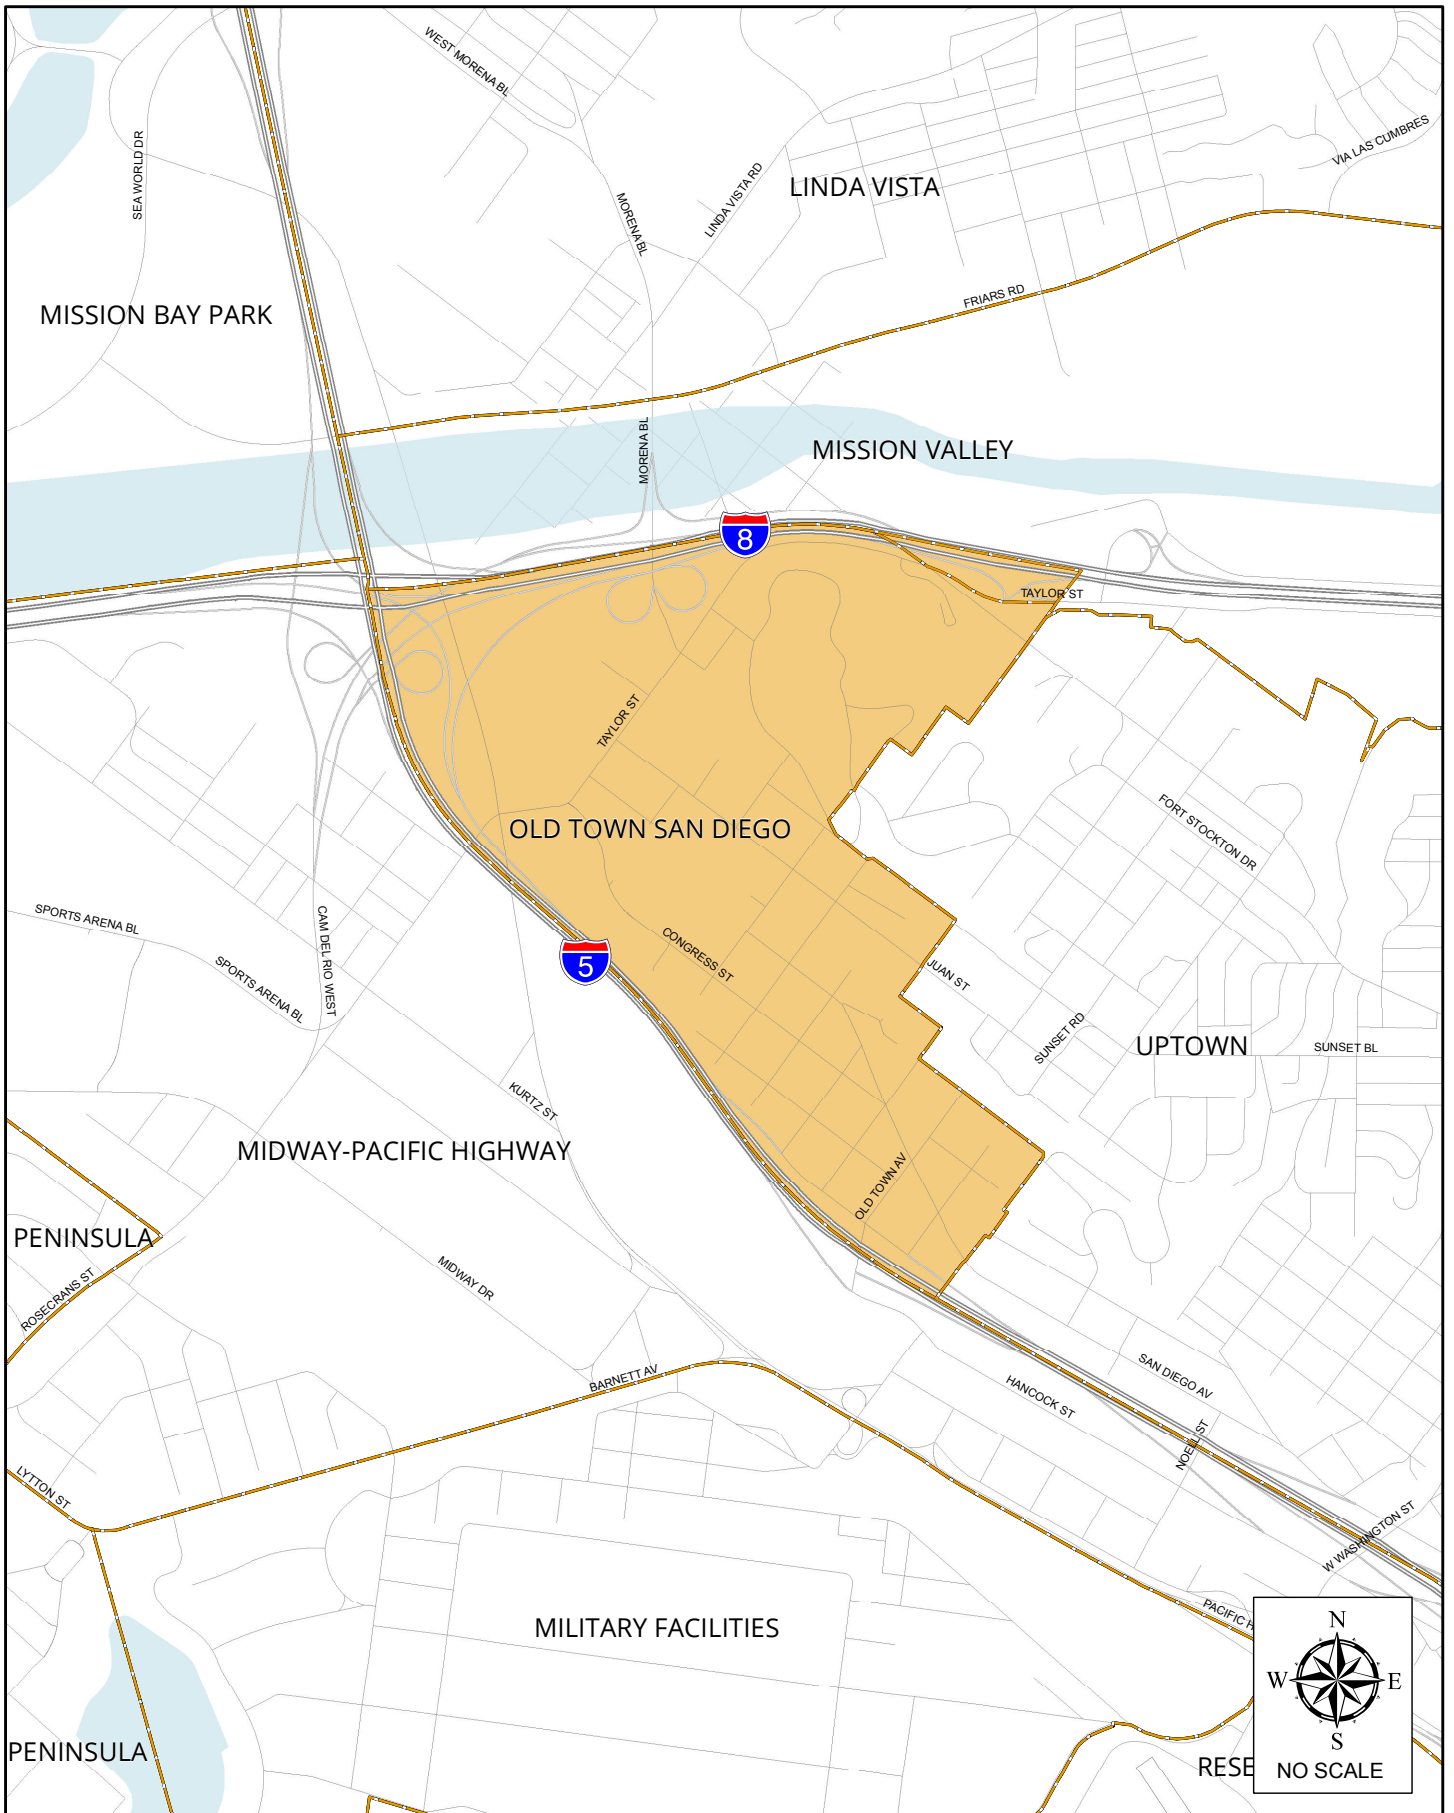 WEST MORENA BL
SEA WORLD DR
VIA LAS CUMBRES
LINDA VISTA RD
LINDA VISTA
MORENA BL
FRIARS RD
MISSION BAY PARK
MORENA BL
MISSION VALLEY
8
TAYLOR ST
TAYLOR ST
OLD TOWN SAN DIEGO
FORT STOCKTON DR
SPORTS ARENA BL
CAM DEL RIO WEST
SPORTS ARENA BL
CONGRESS ST
5
JUAN ST
SUNSET RD
UPTOWN
SUNSET BL
KURTZ ST
MIDWAY-PACIFIC HIGHWAY
OLD TOWN AV
PENINSULA
MIDWAY DR
ROSECRANS ST
BARNETT AV
SAN DIEGO AV
HANCOCK ST
NOELL ST
LYTTON ST
W WASHINGTON ST
PACIFIC H
MILITARY FACILITIES
N
W E
S
NO SCALE
PENINSULA
RESE